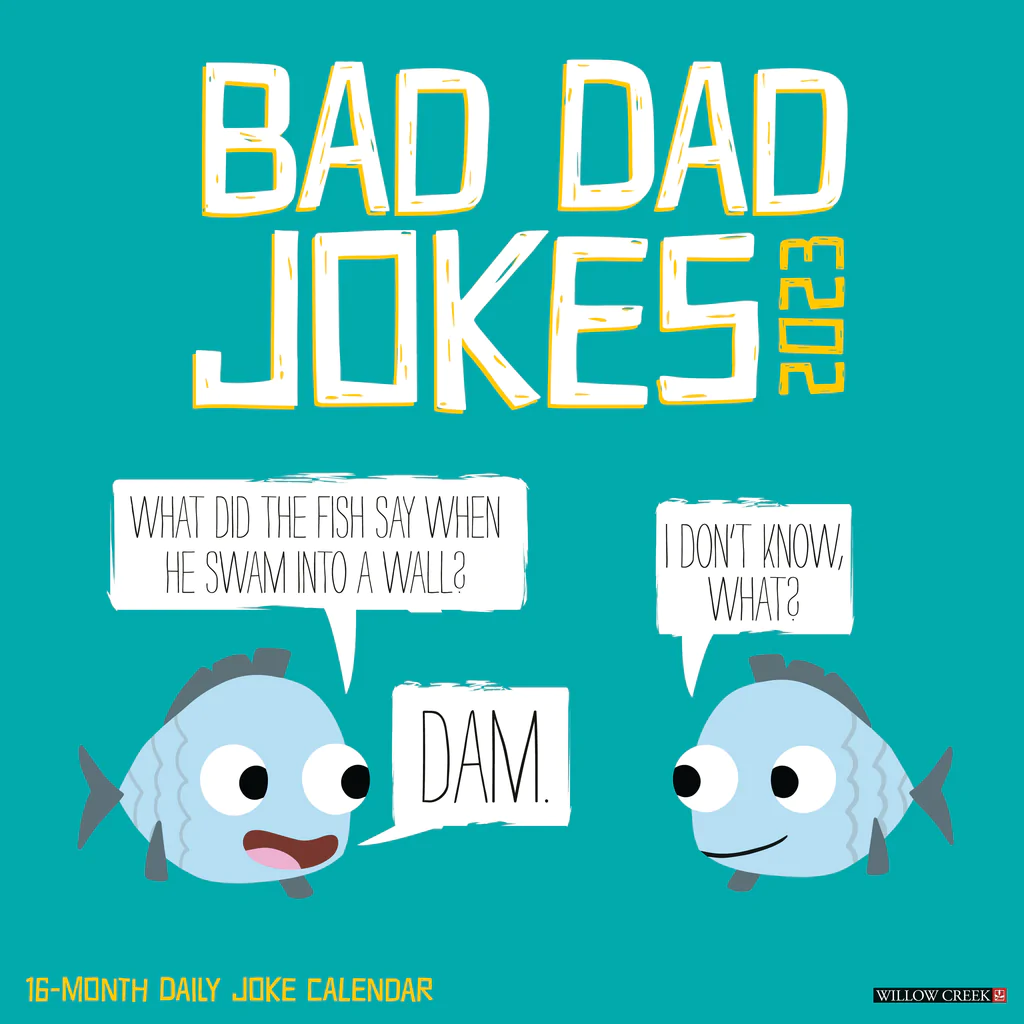 BAD DAD
JOKES
2023
WHAT DID THE FISH SAY WHEN
HE SWAM INTO A WALL?
I DON'T KNOW,
WHAT?
DAM.
16-MONTH DAILY JOKE CALENDAR
WILLOW CREEK